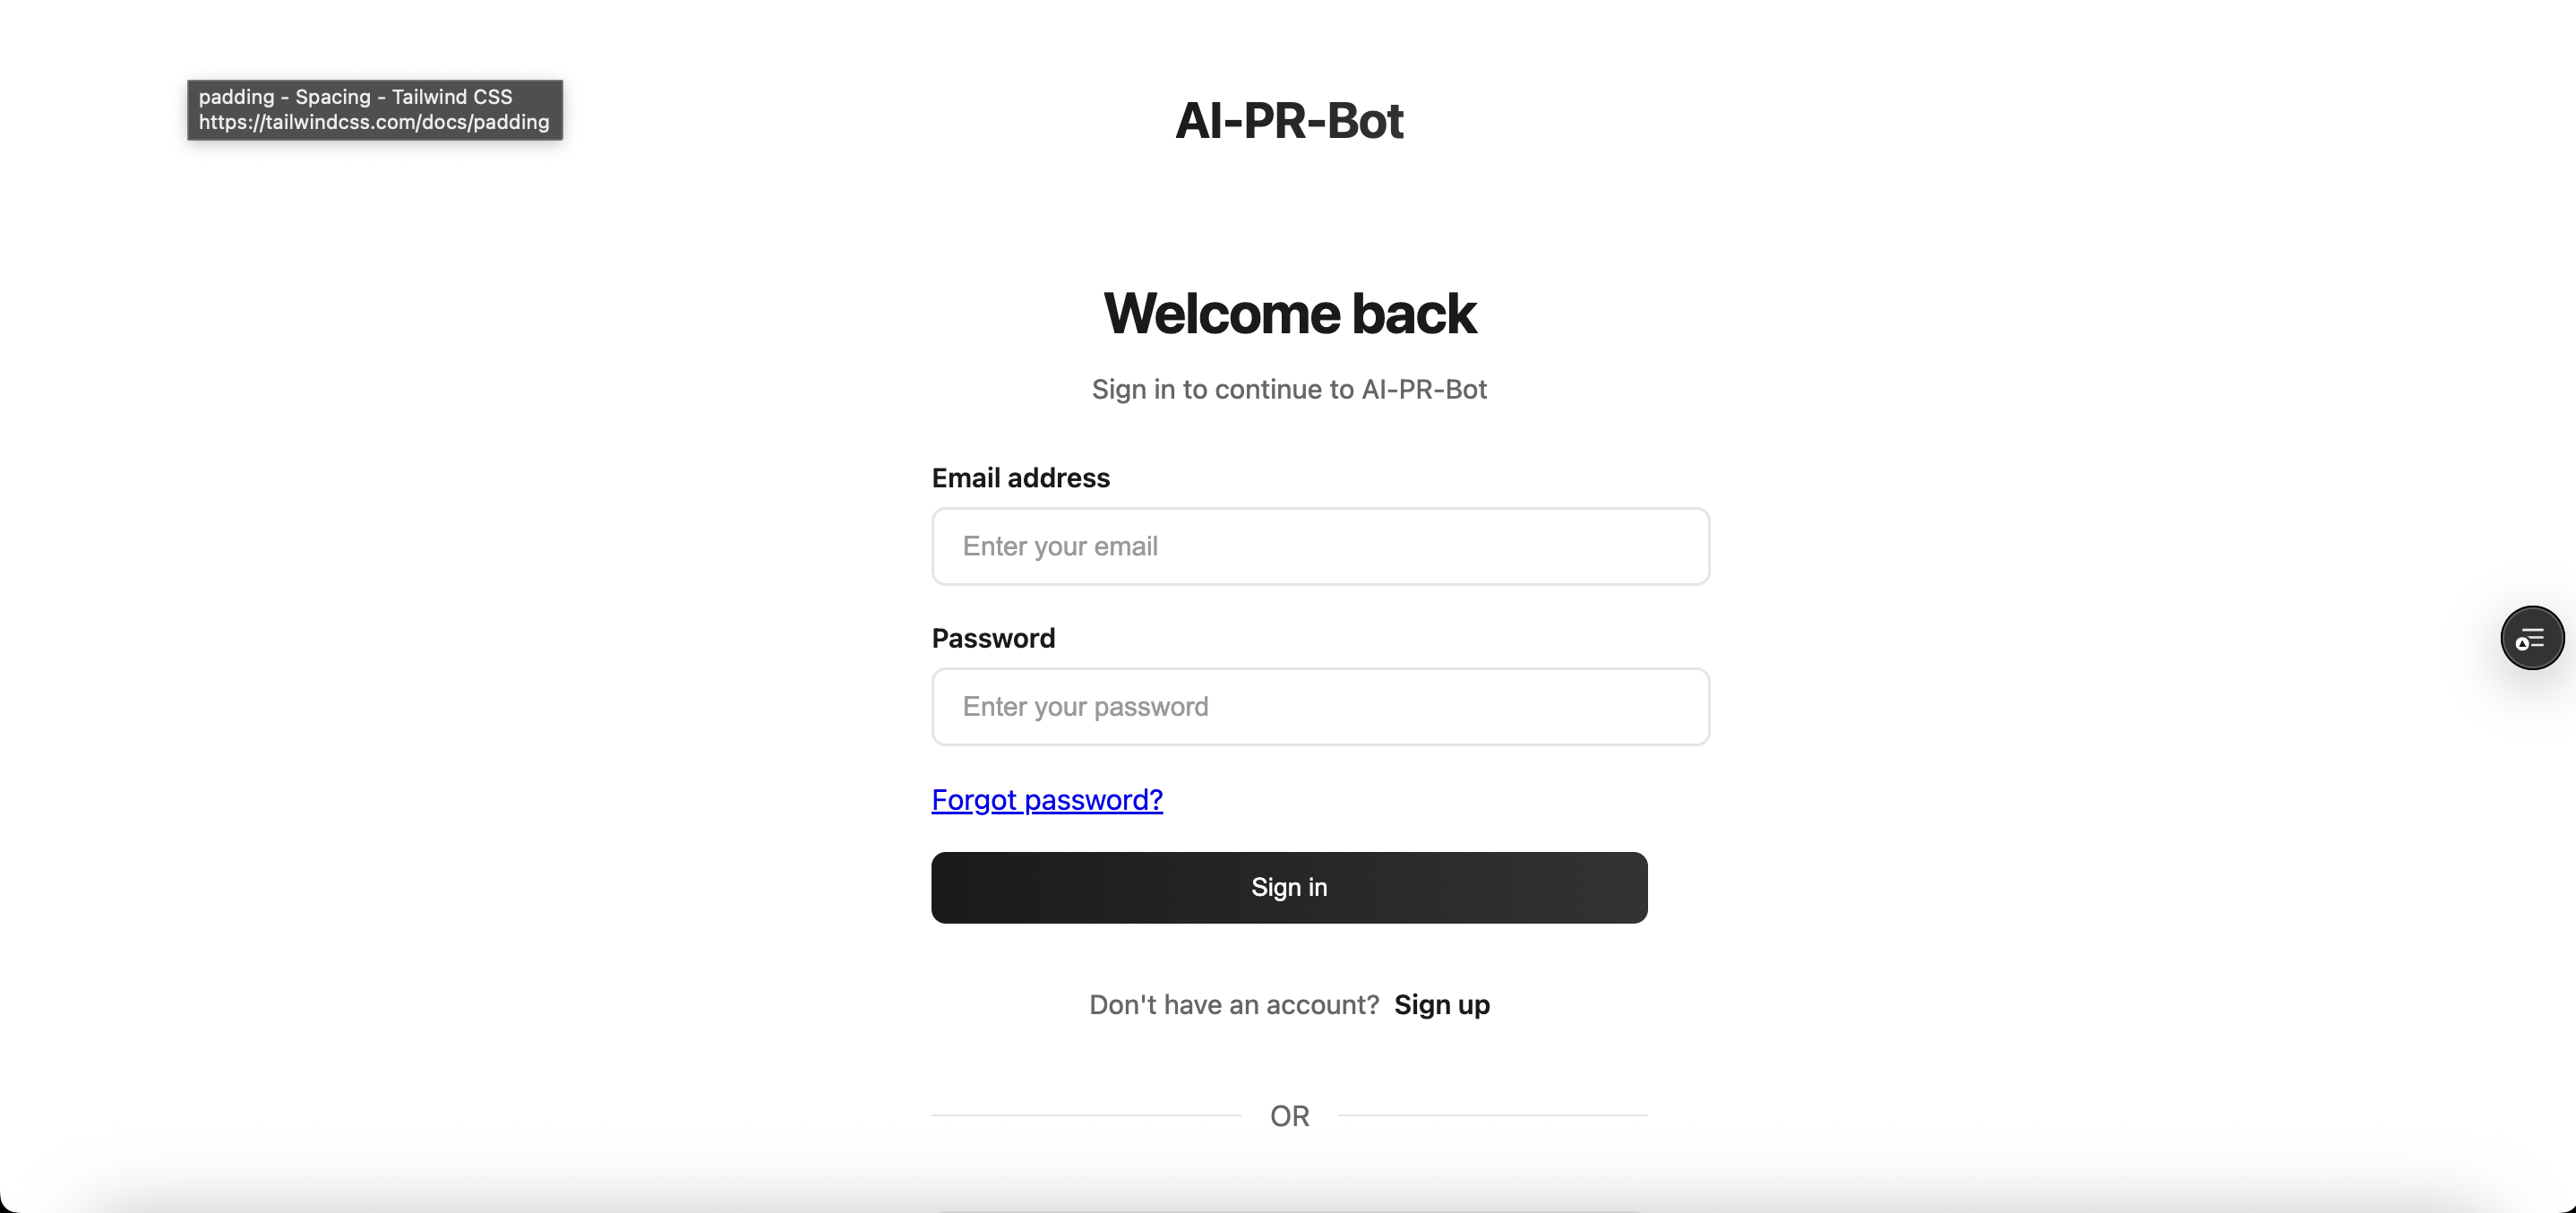 padding - Spacing - Tailwind CSS
https://tailwindcss.com/docs/padding
AI-PR-Bot
Welcome back
Sign in to continue to AI-PR-Bot
Email address
Enter your email
Password
Enter your password
Forgot password?
Sign in
Don't have an account? Sign up
OR